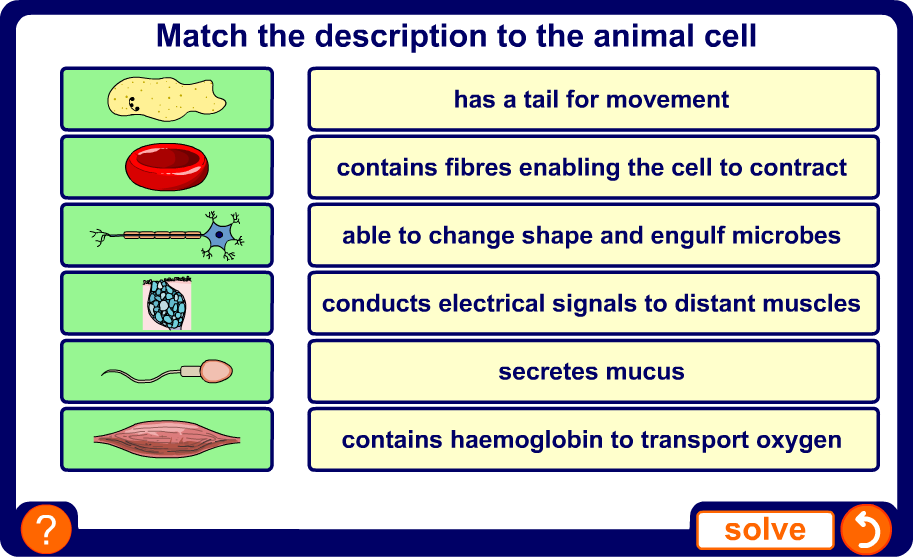 Match the description to the animal cell
has a tail for movement
contains fibres enabling the cell to contract
able to change shape and engulf microbes
conducts electrical signals to distant muscles
secretes mucus
contains haemoglobin to transport oxygen
?
solve